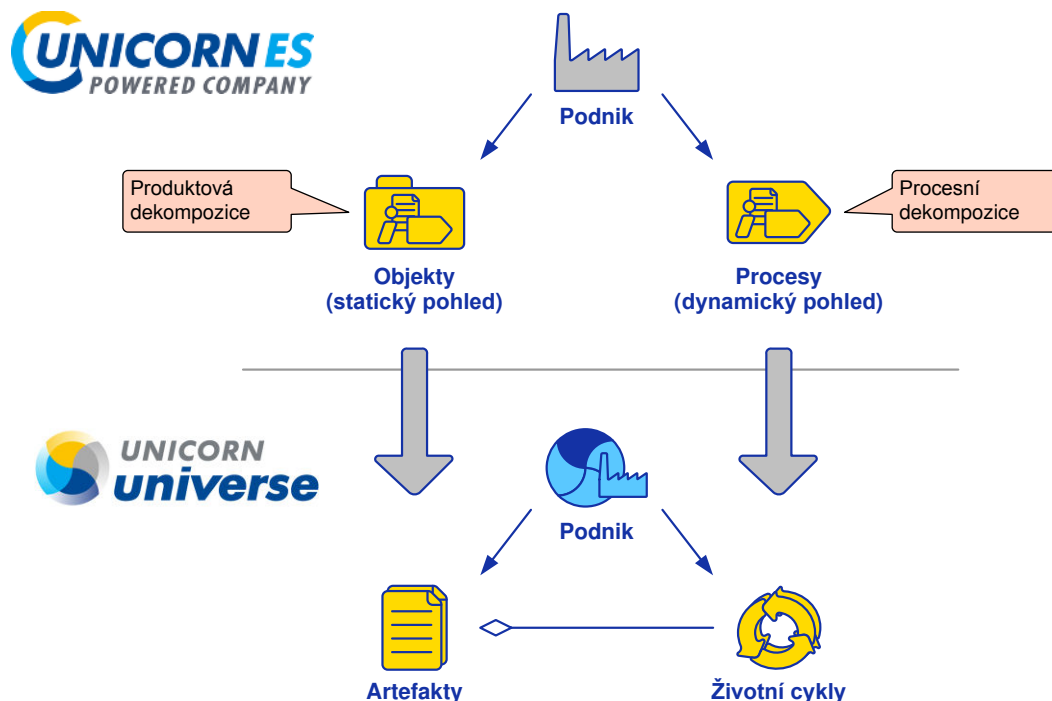 UNICORN ES
POWERED COMPANY
Podnik
Produktová
dekompozice
Procesní
dekompozice
Objekty
(statický pohled)
Procesy
(dynamický pohled)
UNICORN
universe
Podnik
Artefakty
Životní cykly